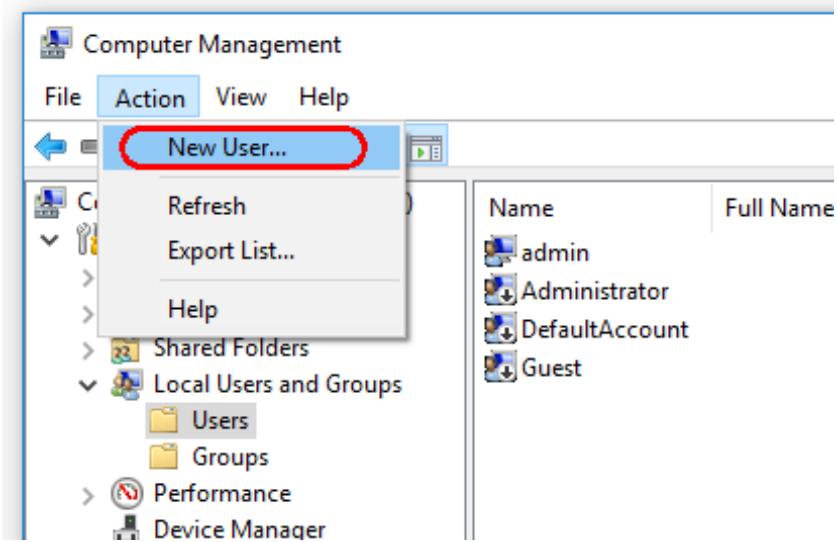 Computer Management
File Action View Help
New User...
Refresh
Export List...
Help
Shared Folders
Local Users and Groups
Users
Groups
Performance
Device Manager
Name Full Name
admin
Administrator
DefaultAccount
Guest